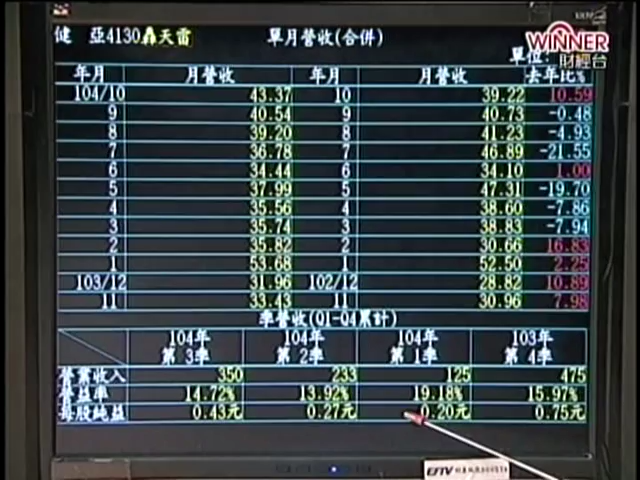 健 亞4130轟天雷 單月營收(合併)
WINNER
財經台
單位:
年月 月營收 年月 月營收 去年比%
104/10 43.37 10 39.22 10.59
9 40.54 9 40.73 -0.48
8 39.20 8 41.23 -4.93
7 36.78 7 46.89 -21.55
6 34.44 6 34.10 1.00
5 37.99 5 47.31 -19.70
4 35.56 4 38.60 -7.86
3 35.74 3 38.83 -7.94
2 35.82 2 30.66 16.83
1 53.68 1 52.50 2.25
103/12 31.96 102/12 28.82 10.89
11 33.43 11 30.96 7.98
季營收(Q1-Q4累計)
104年 104年 104年 103年
第 3季 第 2季 第 1季 第 4季
營業收入 350 233 125 475
營益率 14.72% 13.92% 19.18% 15.97%
每股純益 0.43元 0.27元 0.20元 0.75元